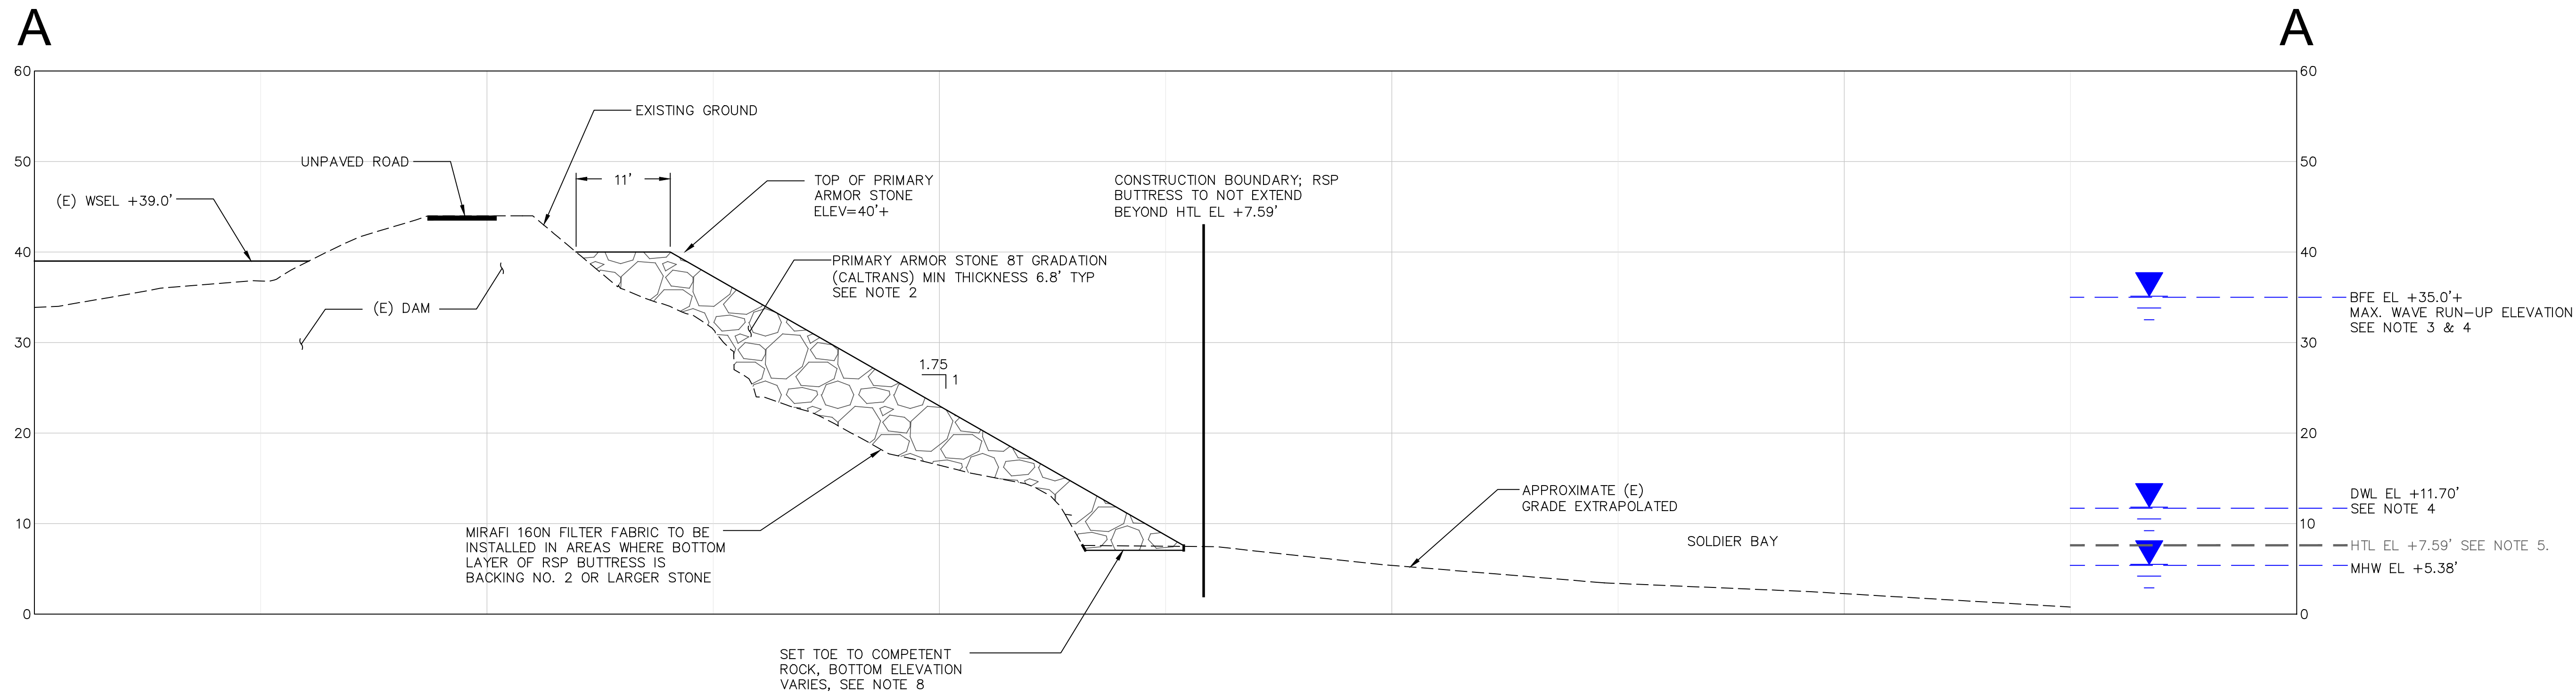 A
A
60
60
EXISTING GROUND
UNPAVED ROAD
50
50
11'
TOP OF PRIMARY
ARMOR STONE
ELEV=40'+
CONSTRUCTION BOUNDARY; RSP
BUTTRESS TO NOT EXTEND
BEYOND HTL EL +7.59'
(E) WSEL +39.0'
40
40
PRIMARY ARMOR STONE 8T GRADATION
(CALTRANS) MIN THICKNESS 6.8' TYP
SEE NOTE 2
(E) DAM
BFE EL +35.0'+
MAX. WAVE RUN-UP ELEVATION
SEE NOTE 3 & 4
30
30
1.75
1
20
20
APPROXIMATE (E)
GRADE EXTRAPOLATED
DWL EL +11.70'
SEE NOTE 4
10
10
MIRAFI 160N FILTER FABRIC TO BE
INSTALLED IN AREAS WHERE BOTTOM
LAYER OF RSP BUTTRESS IS
BACKING NO. 2 OR LARGER STONE
SOLDIER BAY
HTL EL +7.59' SEE NOTE 5.
MHW EL +5.38'
0
0
SET TOE TO COMPETENT
ROCK, BOTTOM ELEVATION
VARIES, SEE NOTE 8